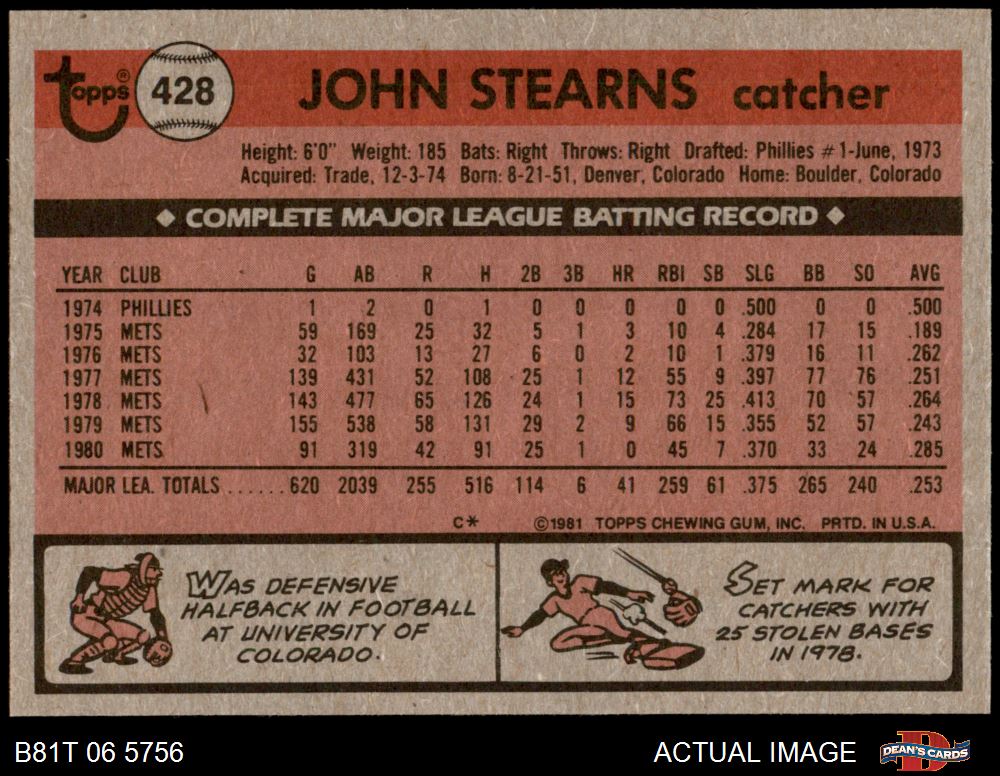 Topps® 428 JOHN STEARNS catcher
Height: 6'0" Weight: 185 Bats: Right Throws: Right Drafted: Phillies #1-June, 1973
Acquired: Trade, 12-3-74 Born: 8-21-51, Denver, Colorado Home: Boulder, Colorado
◆ COMPLETE MAJOR LEAGUE BATTING RECORD ◆
YEAR CLUB G AB R H 2B 3B HR RBI SB SLG BB SO AVG
1974 PHILLIES 1 2 0 1 0 0 0 0 0 .500 0 0 .500
1975 METS 59 169 25 32 5 1 3 10 4 .284 17 15 .189
1976 METS 32 103 13 27 6 0 2 10 1 .379 16 11 .262
1977 METS 139 431 52 108 25 1 12 55 9 .397 77 76 .251
1978 METS 143 477 65 126 24 1 15 73 25 .413 70 57 .264
1979 METS 155 538 58 131 29 2 9 66 15 .355 52 57 .243
1980 METS 91 319 42 91 25 1 0 45 7 .370 33 24 .285
MAJOR LEA. TOTALS ...... 620 2039 255 516 114 6 41 259 61 .375 265 240 .253
C* ©1981 TOPPS CHEWING GUM, INC. PRTD. IN U.S.A.
WAS DEFENSIVE
HALFBACK IN FOOTBALL
AT UNIVERSITY OF
COLORADO.
SET MARK FOR
CATCHERS WITH
25 STOLEN BASES
IN 1978.
B81T 06 5756 ACTUAL IMAGE DEAN'S CARDS